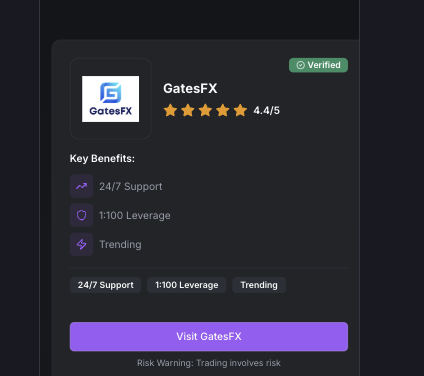 Verified
GatesFX
GatesFX
4.4/5
Key Benefits:
24/7 Support
1:100 Leverage
Trending
24/7 Support 1:100 Leverage Trending
Visit GatesFX
Risk Warning: Trading involves risk